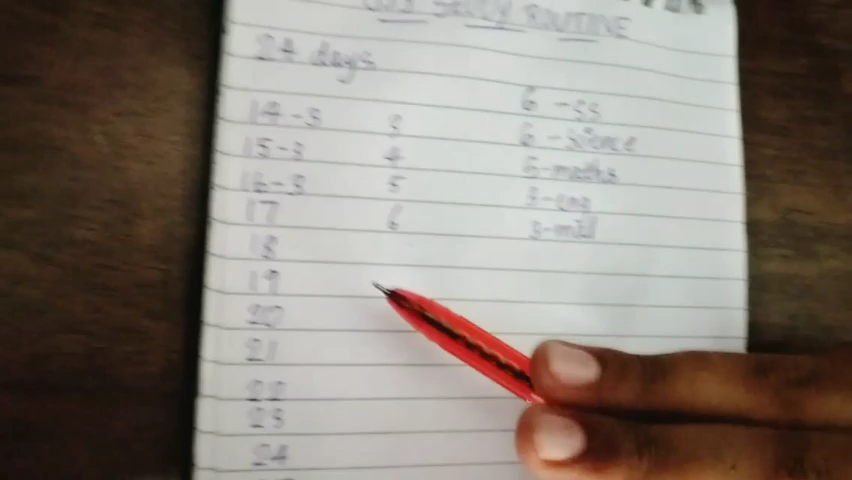 STUDY ROUTINE
24 days
14-3 3 6-SS
15-3 4 6-science
16-3 5 5-maths
17 6 3-eng
18
19
20
21
22
23
24